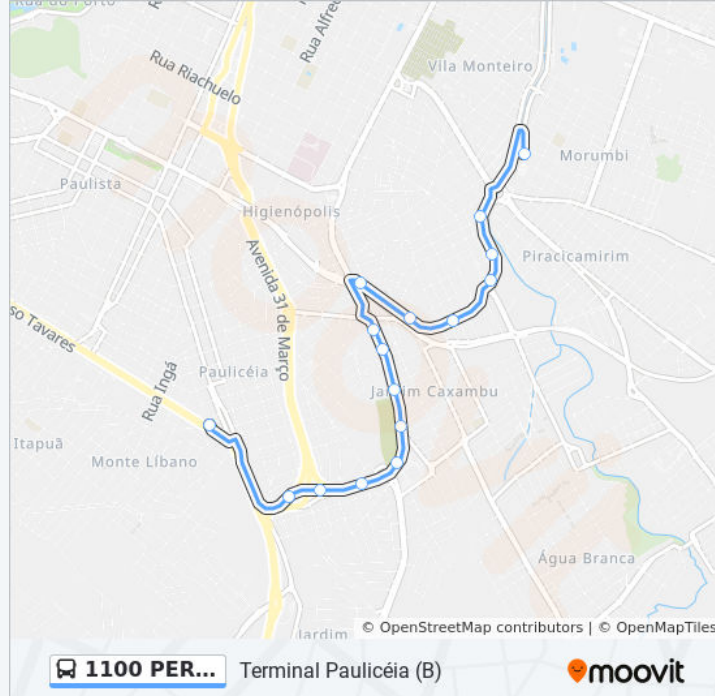 Rua do Porto
Rua Alfre
Rua Riachuelo
Vila Monteiro
Morumbi
Paulista
Higienópolis
Piracicamirim
Avenida 31 de Março
so Tavares
Rua Ingá
Paulicéia
Jardim Caxambu
Itapuã
Monte Líbano
Água Branca
Jardim
© OpenStreetMap contributors | © OpenMapTiles
1100 PER... Terminal Paulicéia (B) moovit